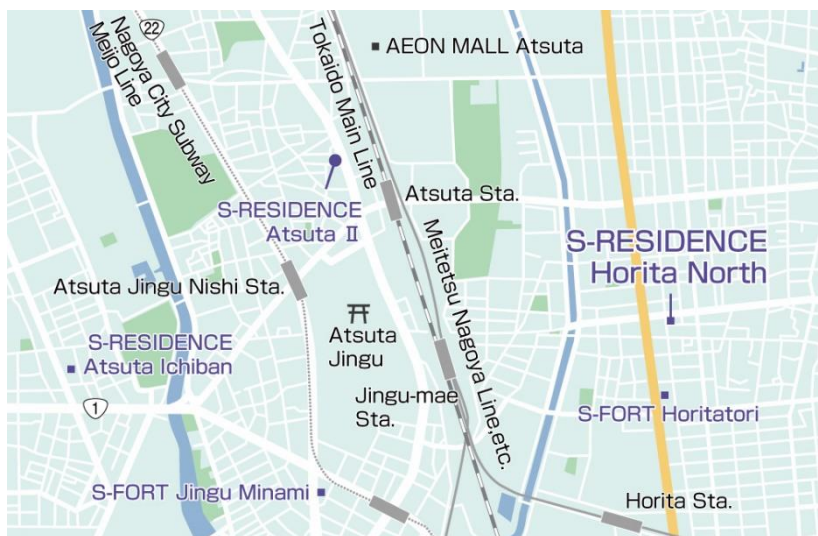 22
Nagoya City Subway
Meijo Line
Tokaido Main Line
AEON MALL Atsuta
S-RESIDENCE
Atsuta Ⅱ
Atsuta Sta.
Meitetsu Nagoya Line,etc.
S-RESIDENCE
Horita North
Atsuta Jingu Nishi Sta.
Atsuta
Jingu
S-RESIDENCE
Atsuta Ichiban
Jingu-mae
Sta.
1
S-FORT Horitatori
S-FORT Jingu Minami
Horita Sta.